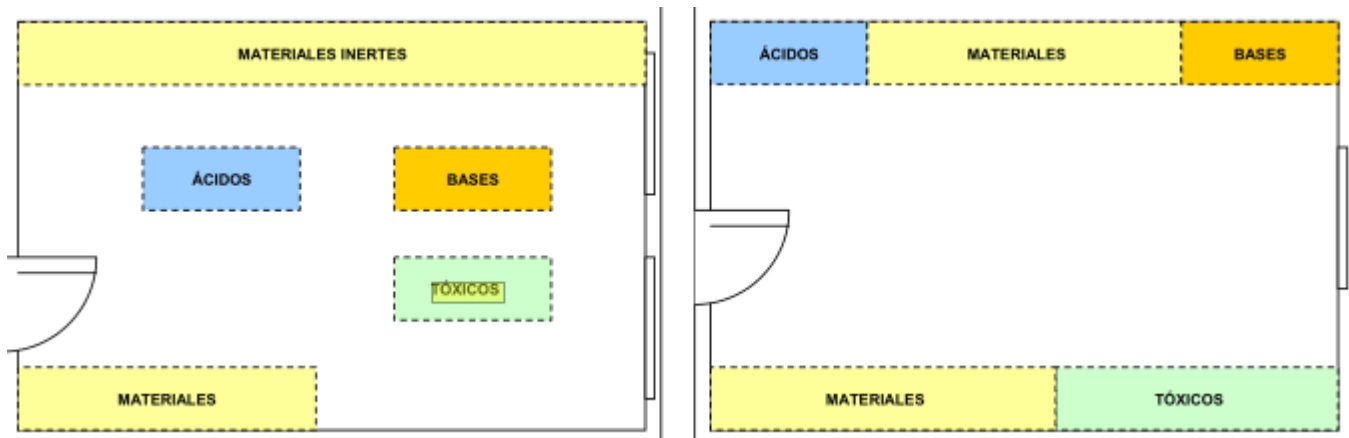 MATERIALES INERTES
ÁCIDOS
BASES
TÓXICOS
MATERIALES
ÁCIDOS
MATERIALES
BASES
MATERIALES
TÓXICOS